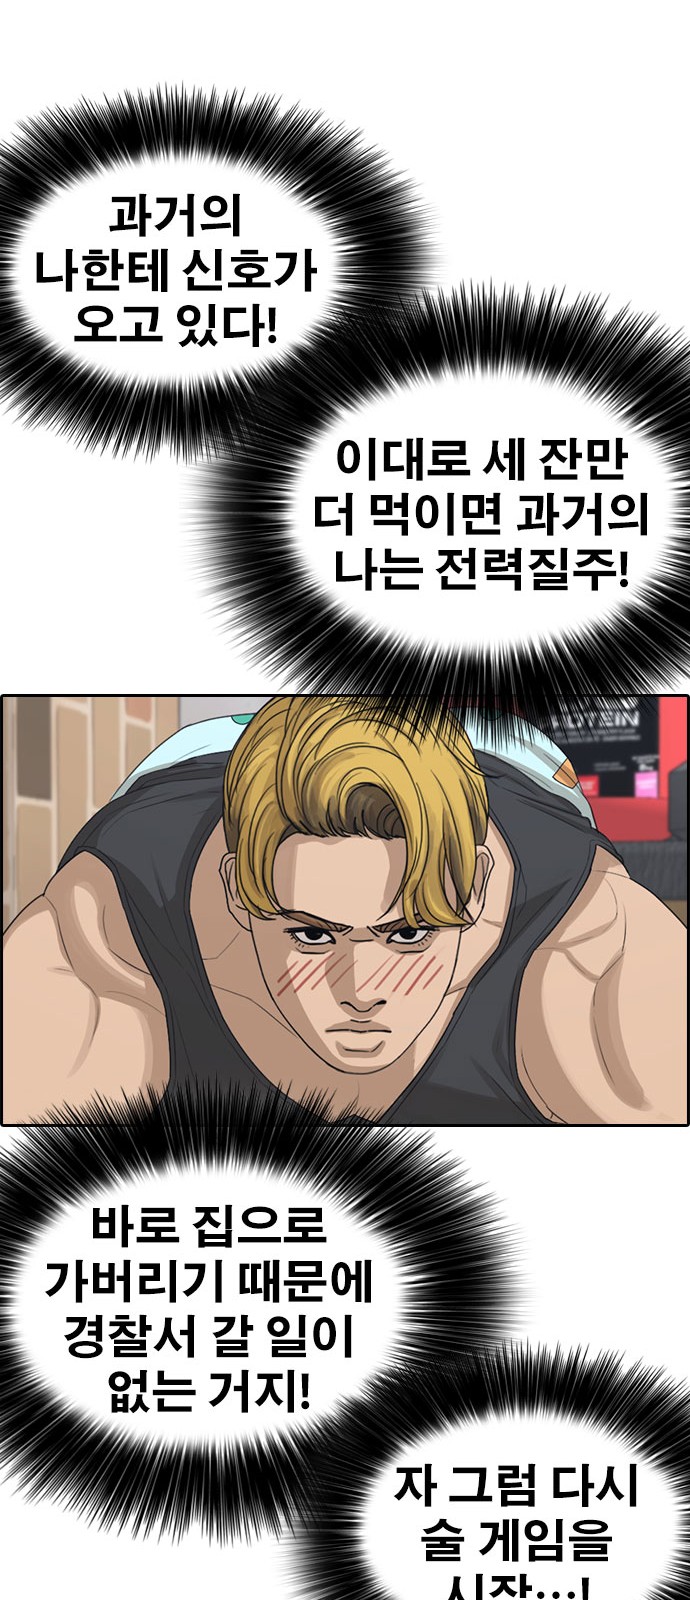 과거의
나한테 신호가
오고 있다!
이대로 세 잔만
더 먹이면 과거의
나는 전력질주!
바로 집으로
가버리기 때문에
경찰서 갈 일이
없는 거지!
자 그럼 다시
술 게임을
시작…!